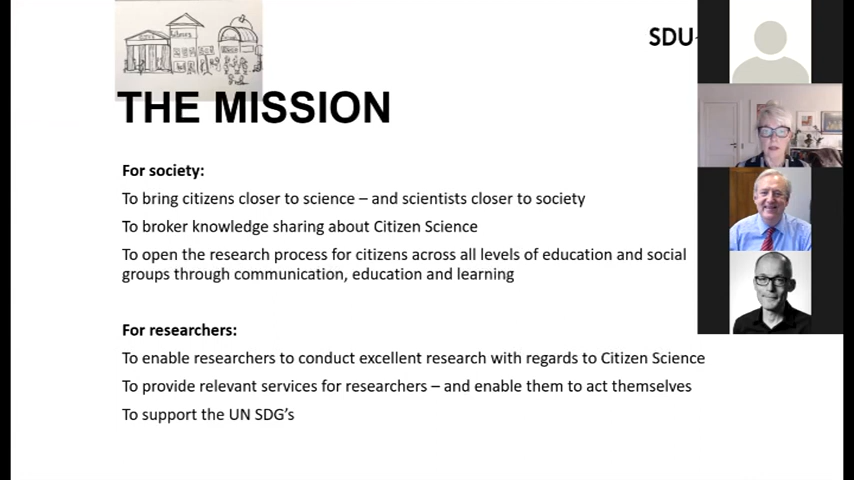 SDU
THE MISSION
For society:
To bring citizens closer to science – and scientists closer to society
To broker knowledge sharing about Citizen Science
To open the research process for citizens across all levels of education and social
groups through communication, education and learning
For researchers:
To enable researchers to conduct excellent research with regards to Citizen Science
To provide relevant services for researchers – and enable them to act themselves
To support the UN SDG's